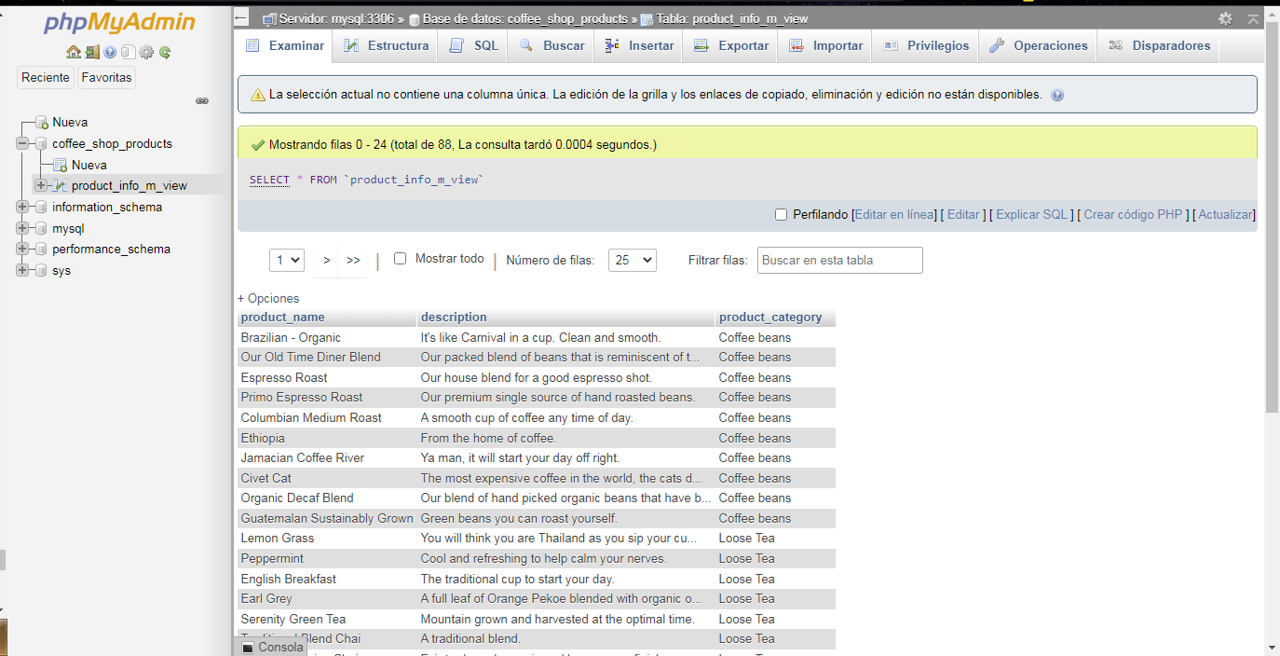 phpMyAdmin
Reciente Favoritas
Nueva
coffee_shop_products
Nueva
product_info_m_view
information_schema
mysql
performance_schema
sys
Servidor: mysql:3306 » Base de datos: coffee_shop_products » Tabla: product_info_m_view
Examinar Estructura SQL Buscar Insertar Exportar Importar Privilegios Operaciones Disparadores
La selección actual no contiene una columna única. La edición de la grilla y los enlaces de copiado, eliminación y edición no están disponibles.
Mostrando filas 0 - 24 (total de 88, La consulta tardó 0.0004 segundos.)
SELECT * FROM `product_info_m_view`
Perfilando [Editar en línea] [ Editar ] [ Explicar SQL ] [ Crear código PHP ] [ Actualizar]
1 > >> | Mostrar todo | Número de filas: 25 Filtrar filas: Buscar en esta tabla
+ Opciones
product_name description product_category
Brazilian - Organic It's like Carnival in a cup. Clean and smooth. Coffee beans
Our Old Time Diner Blend Our packed blend of beans that is reminiscent of t... Coffee beans
Espresso Roast Our house blend for a good espresso shot. Coffee beans
Primo Espresso Roast Our premium single source of hand roasted beans. Coffee beans
Columbian Medium Roast A smooth cup of coffee any time of day. Coffee beans
Ethiopia From the home of coffee. Coffee beans
Jamacian Coffee River Ya man, it will start your day off right. Coffee beans
Civet Cat The most expensive coffee in the world, the cats d... Coffee beans
Organic Decaf Blend Our blend of hand picked organic beans that have b... Coffee beans
Guatemalan Sustainably Grown Green beans you can roast yourself. Coffee beans
Lemon Grass You will think you are Thailand as you sip your cu... Loose Tea
Peppermint Cool and refreshing to help calm your nerves. Loose Tea
English Breakfast The traditional cup to start your day. Loose Tea
Earl Grey A full leaf of Orange Pekoe blended with organic o... Loose Tea
Serenity Green Tea Mountain grown and harvested at the optimal time. Loose Tea
Blend Chai A traditional blend. Loose Tea
Consola